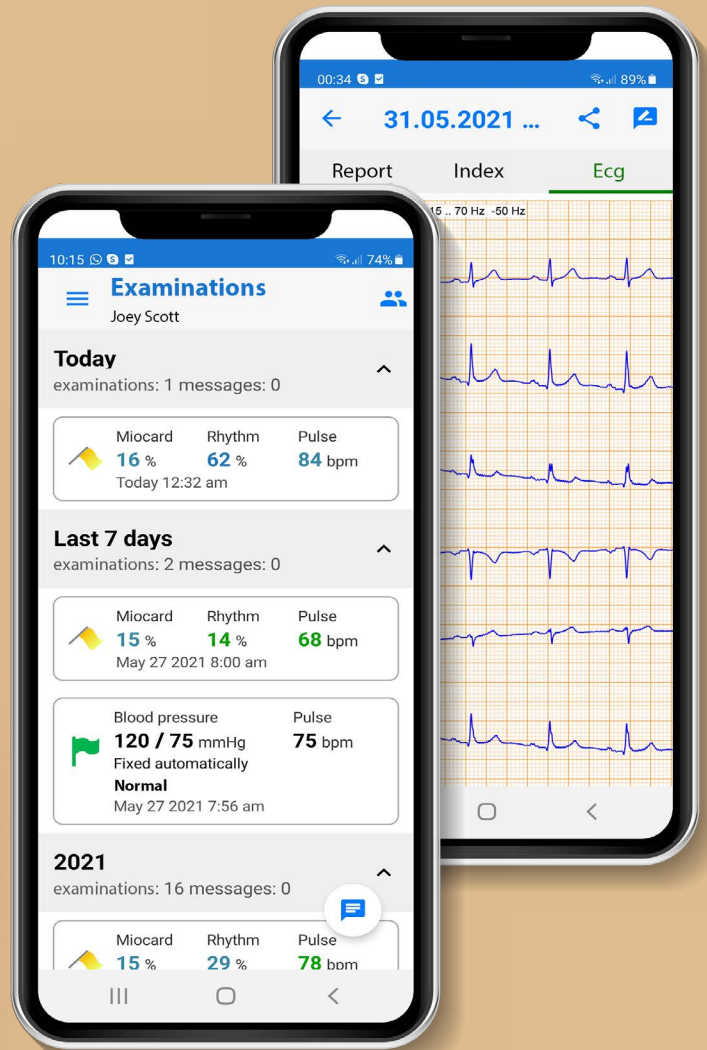 00:34 89%
31.05.2021 ...
Report Index Ecg
15 .. 70 Hz -50 Hz
10:15 74%
Examinations
Joey Scott
Today
examinations: 1 messages: 0
Miocard Rhythm Pulse
16 % 62 % 84 bpm
Today 12:32 am
Last 7 days
examinations: 2 messages: 0
Miocard Rhythm Pulse
15 % 14 % 68 bpm
May 27 2021 8:00 am
Blood pressure Pulse
120 / 75 mmHg 75 bpm
Fixed automatically
Normal
May 27 2021 7:56 am
2021
examinations: 16 messages: 0
Miocard Rhythm Pulse
15 % 29 % 78 bpm